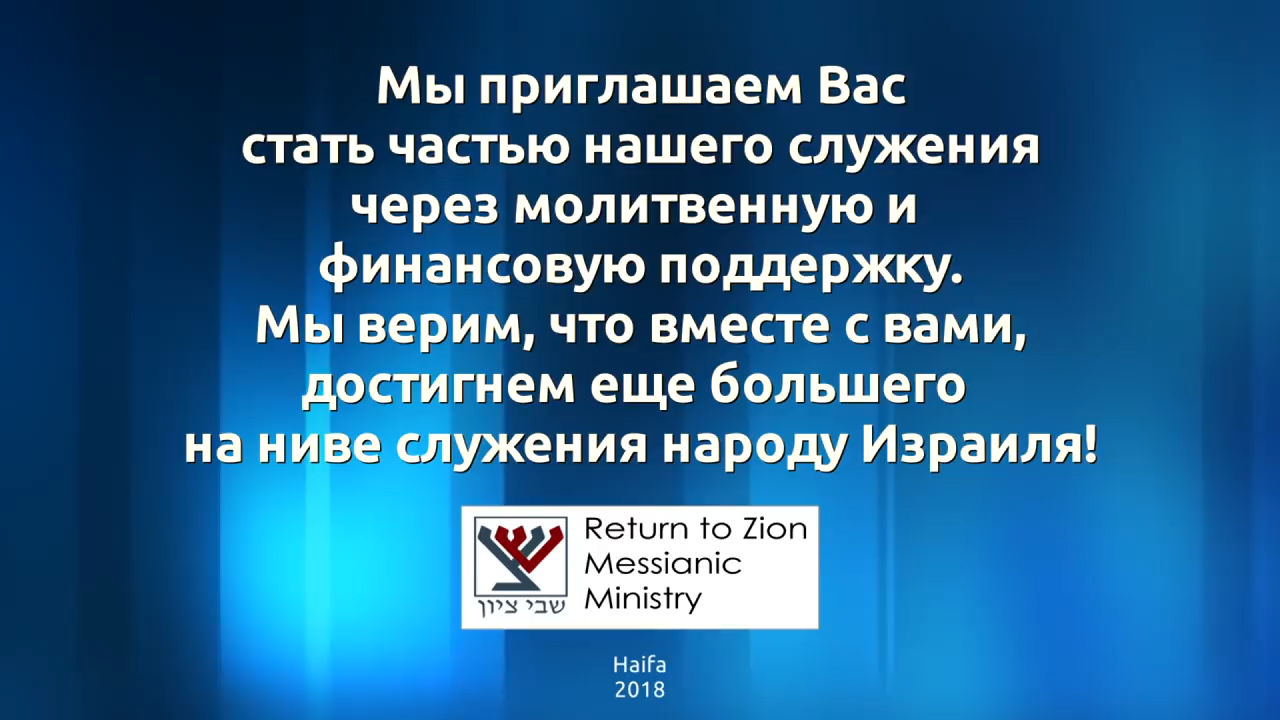 Мы приглашаем Вас
стать частью нашего служения
через молитвенную и
финансовую поддержку.
Мы верим, что вместе с вами,
достигнем еще большего
на ниве служения народу Израиля!
Return to Zion
Messianic
Ministry
שבי ציון
Haifa
2018